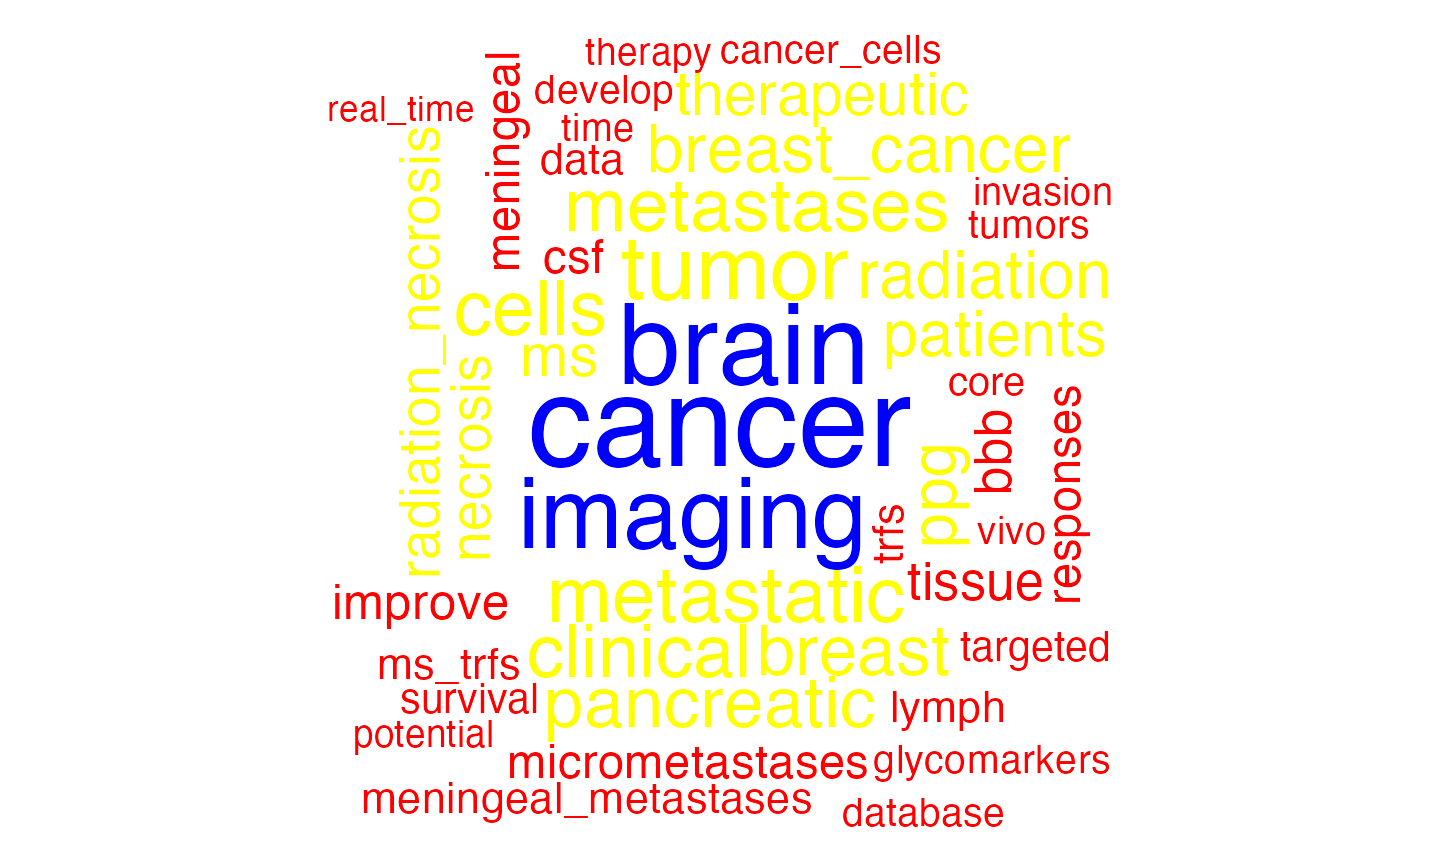 therapy cancer_cells
real_time
meningeal
develop
therapeutic
time
data
breast_cancer
radiation_necrosis
metastases
invasion
tumors
csf
tumor
radiation
cells
brain
patients
ms
necrosis
core
cancer
bbb
responses
ppg
imaging
trfs
vivo
tissue
improve
metastatic
clinical
breast
targeted
ms_trfs
survival
pancreatic
lymph
potential
micrometastases
glycomarkers
meningeal_metastases
database